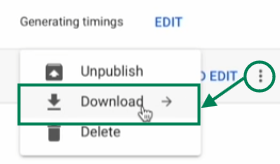 Generating timings EDIT
Unpublish
Download
D EDIT
Delete